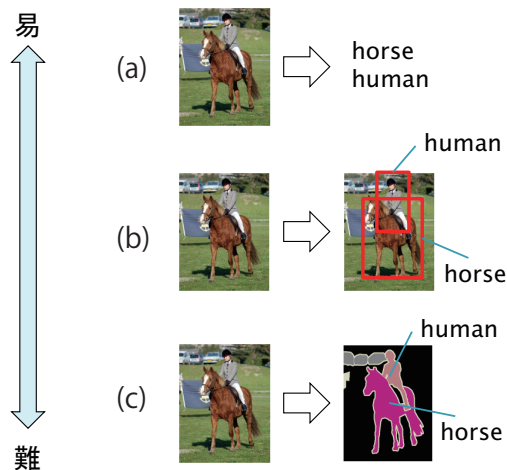 易
(a)
horse
human
human
(b)
horse
human
(c)
horse
難